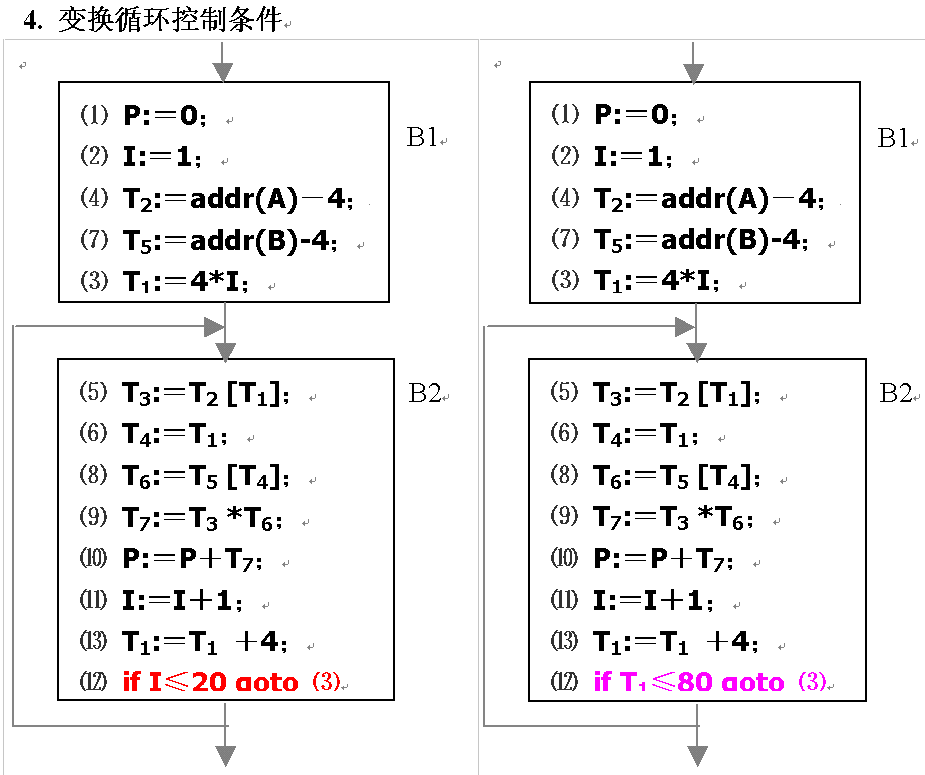 4. 变换循环控制条件
⑴ P:=0;
⑵ I:=1;
⑷ T₂:=addr(A)-4;
⑺ T₅:=addr(B)-4;
⑶ T₁:=4*I;
B1
⑸ T₃:=T₂ [T₁];
⑹ T₄:=T₁;
⑻ T₆:=T₅ [T₄];
⑼ T₇:=T₃ *T₆;
⑽ P:=P+T₇;
⑾ I:=I+1;
⒀ T₁:=T₁ +4;
⑿ if I≤20 goto ⑶
B2
⑴ P:=0;
⑵ I:=1;
⑷ T₂:=addr(A)-4;
⑺ T₅:=addr(B)-4;
⑶ T₁:=4*I;
B1
⑸ T₃:=T₂ [T₁];
⑹ T₄:=T₁;
⑻ T₆:=T₅ [T₄];
⑼ T₇:=T₃ *T₆;
⑽ P:=P+T₇;
⑾ I:=I+1;
⒀ T₁:=T₁ +4;
⑿ if T₁≤80 goto ⑶
B2